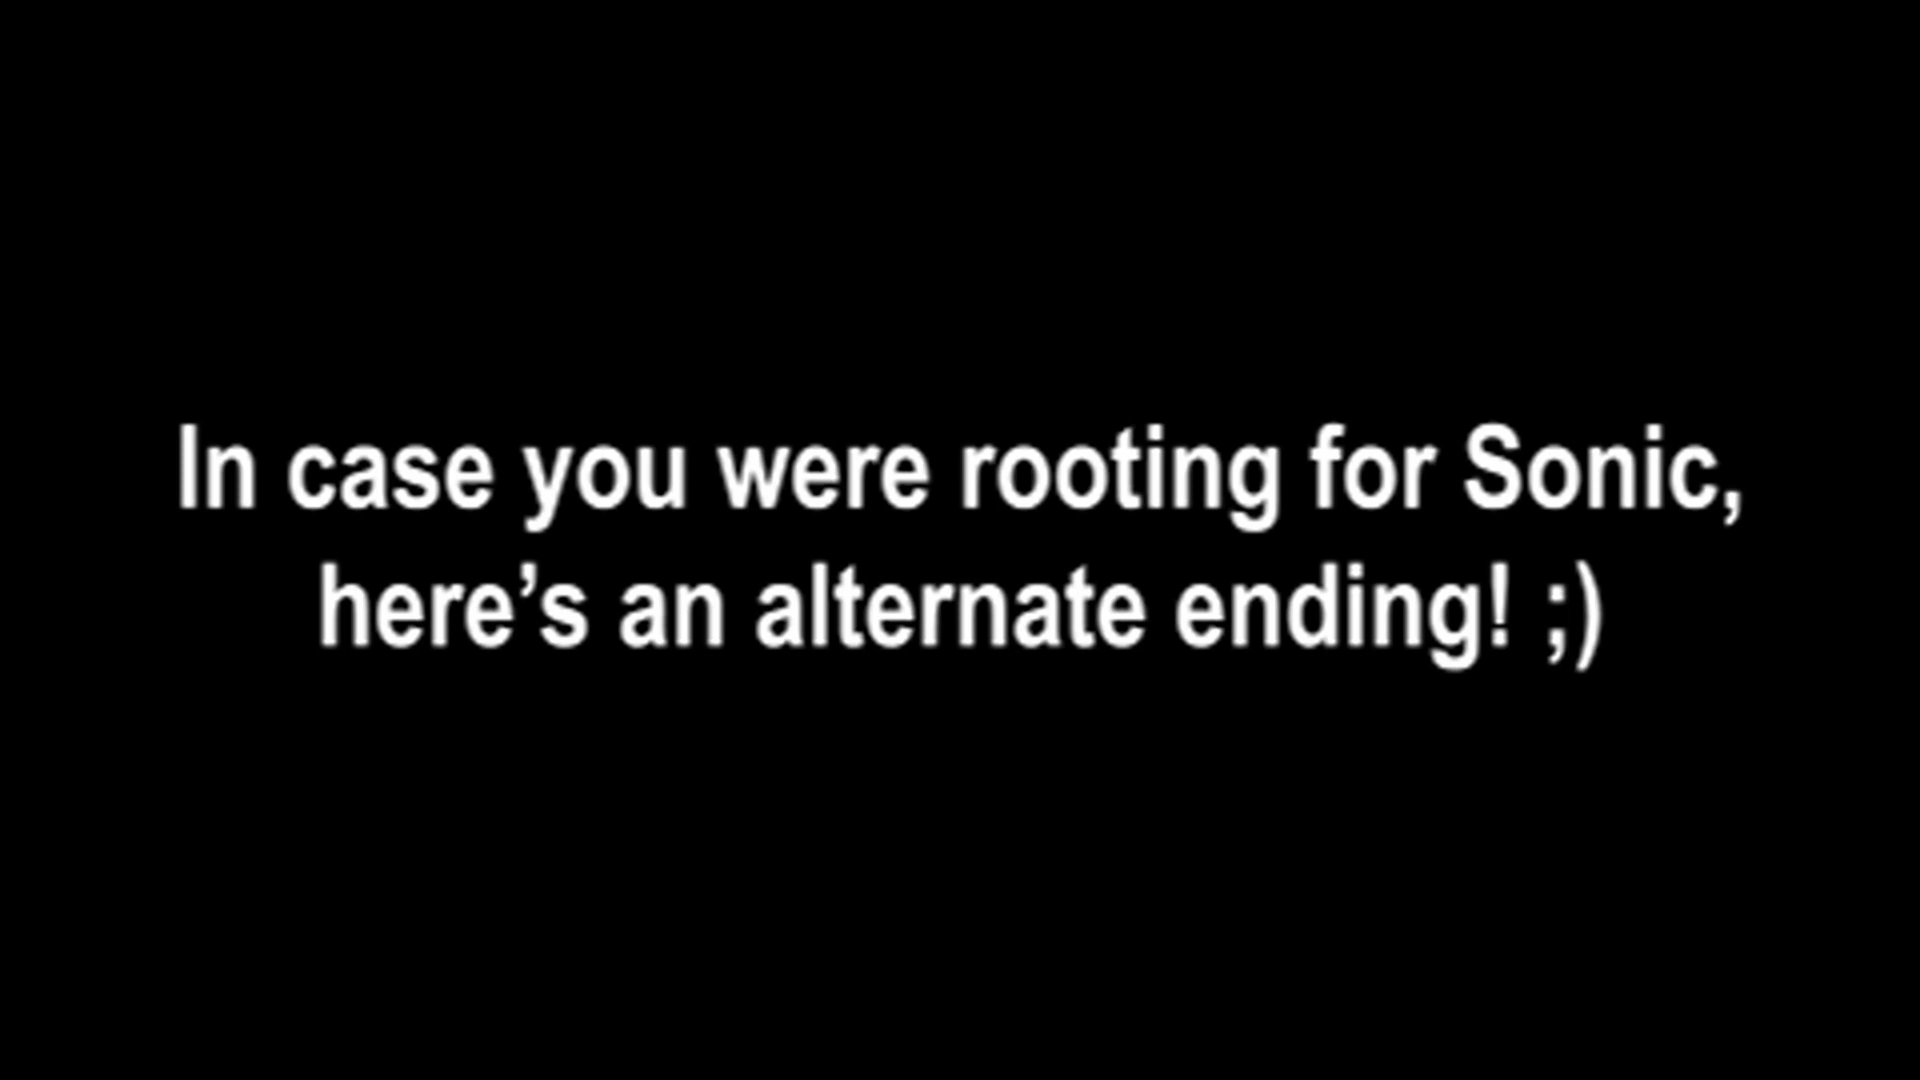 In case you were rooting for Sonic,
here’s an alternate ending! ;)